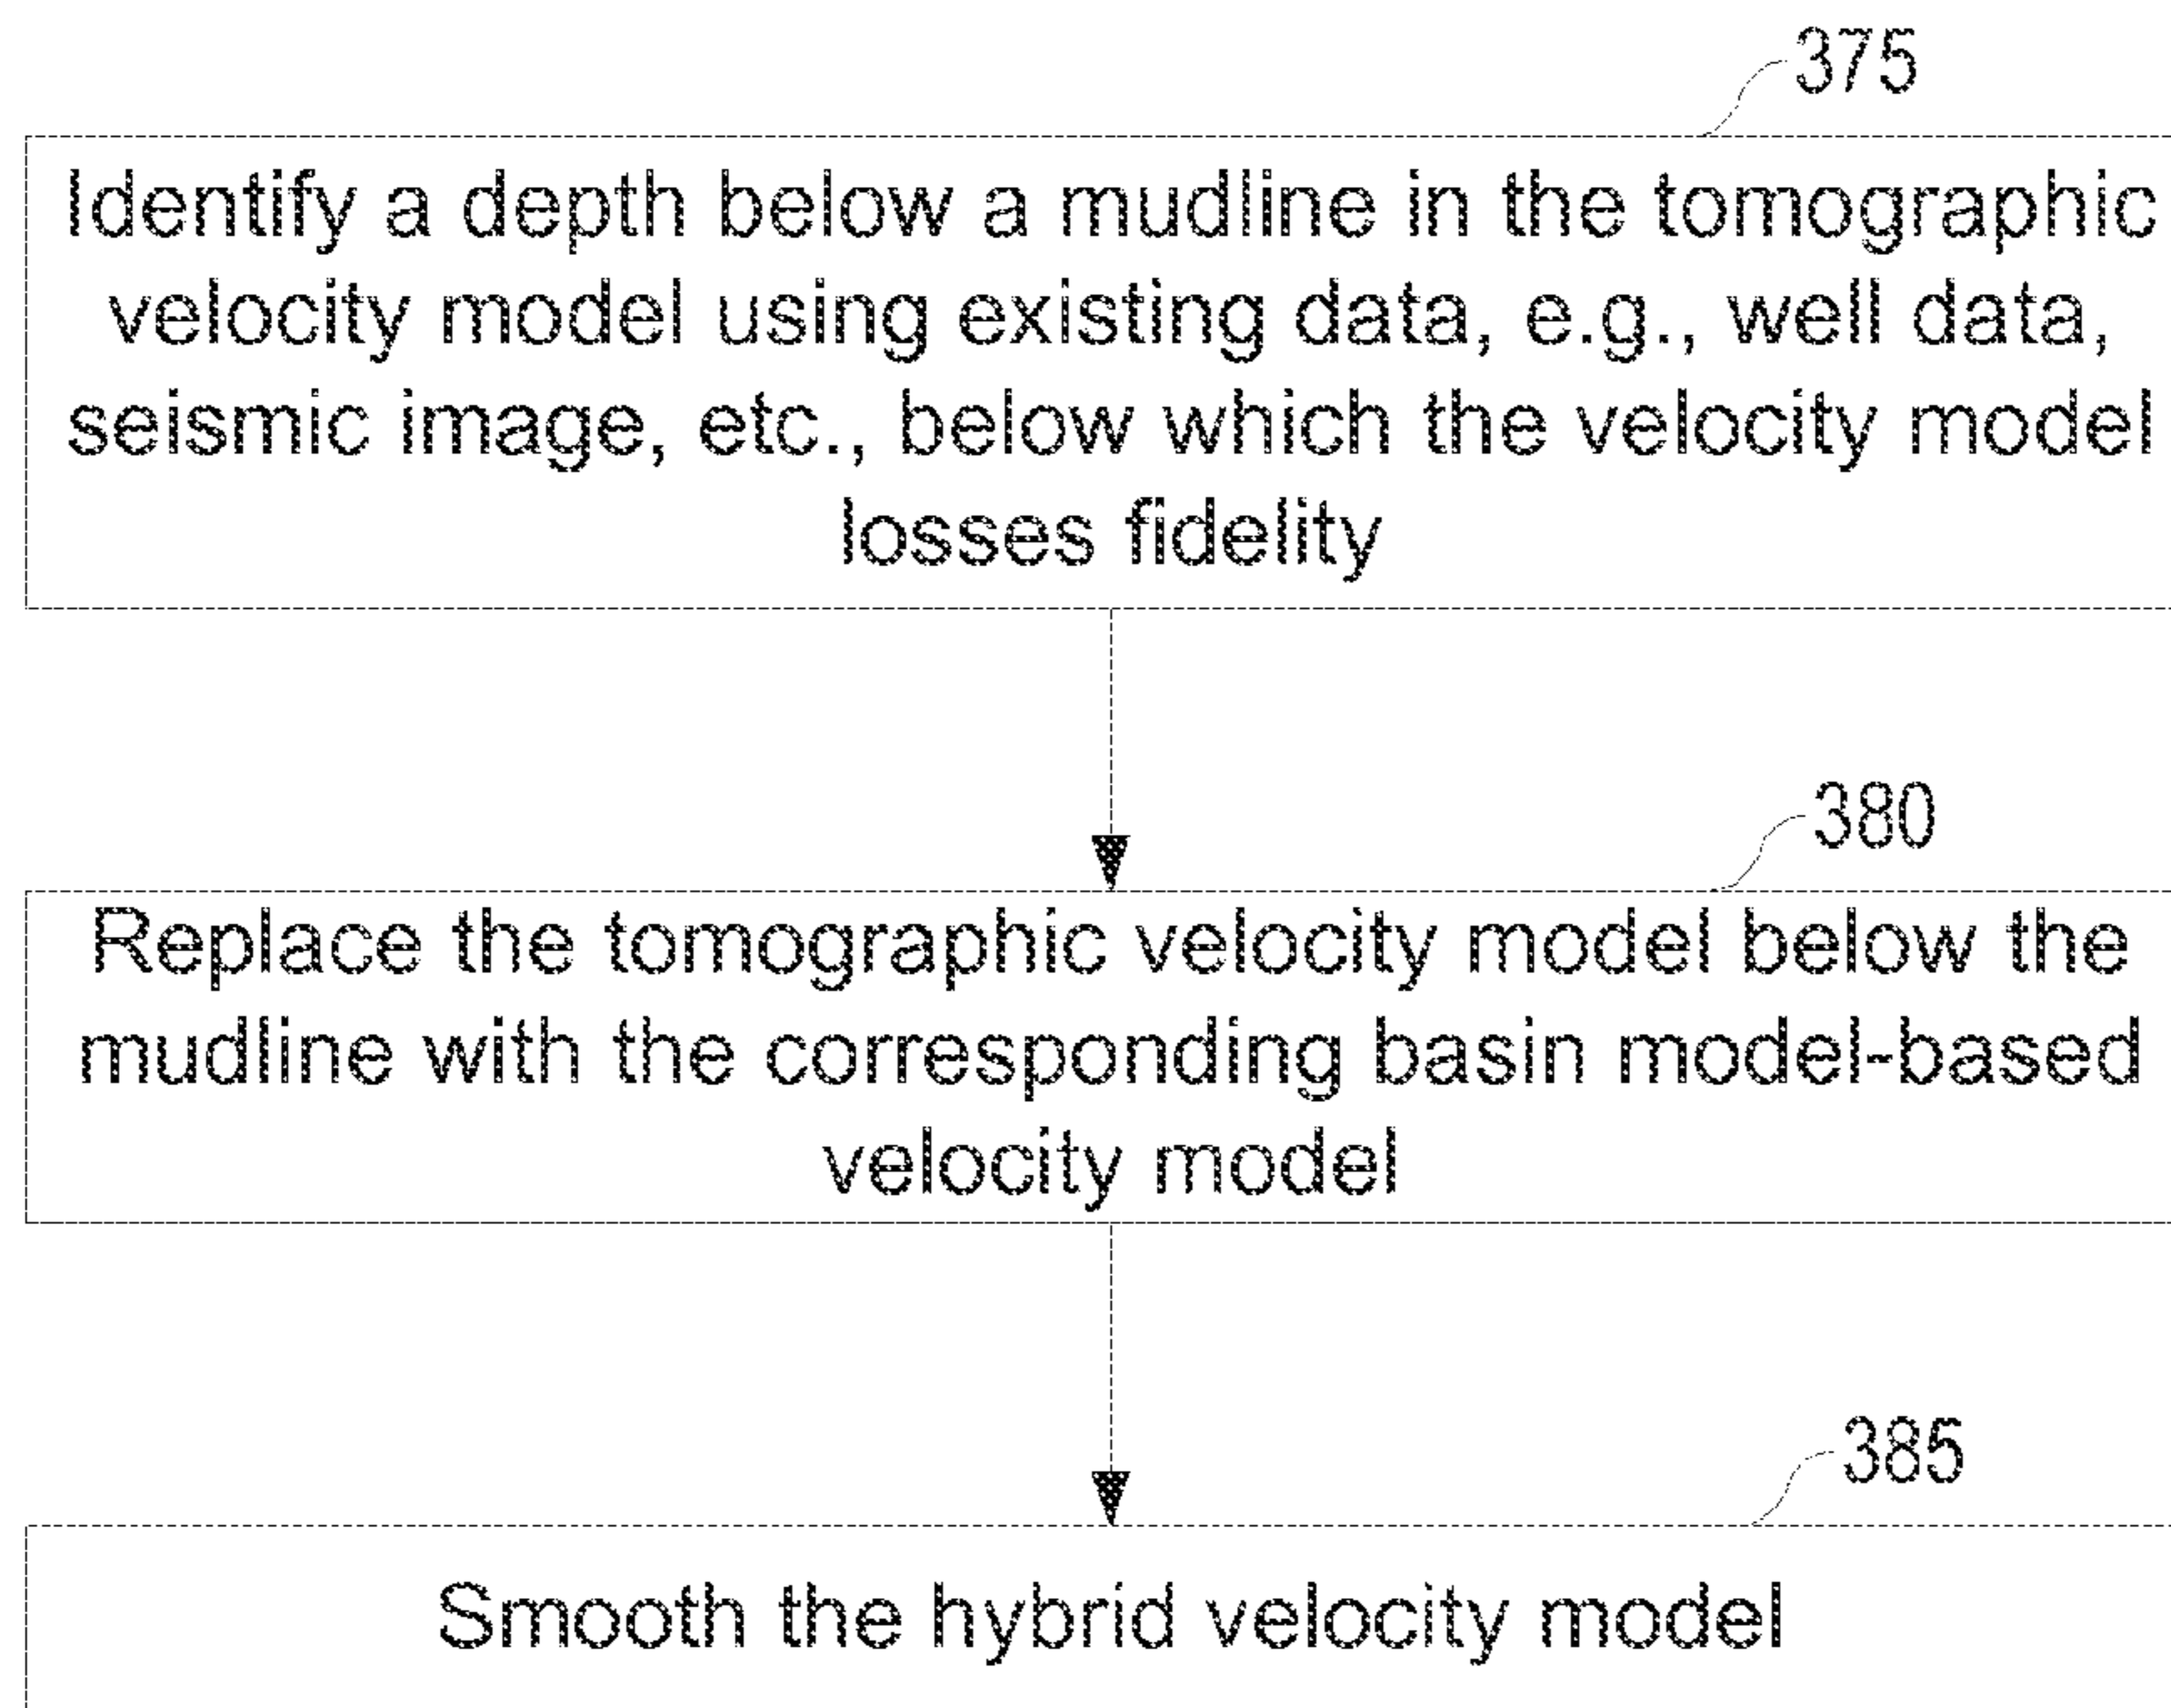 375
Identify a depth below a mudline in the tomographic
velocity model using existing data, e.g., well data,
seismic image, etc., below which the velocity model
losses fidelity
380
Replace the tomographic velocity model below the
mudline with the corresponding basin model-based
velocity model
385
Smooth the hybrid velocity model